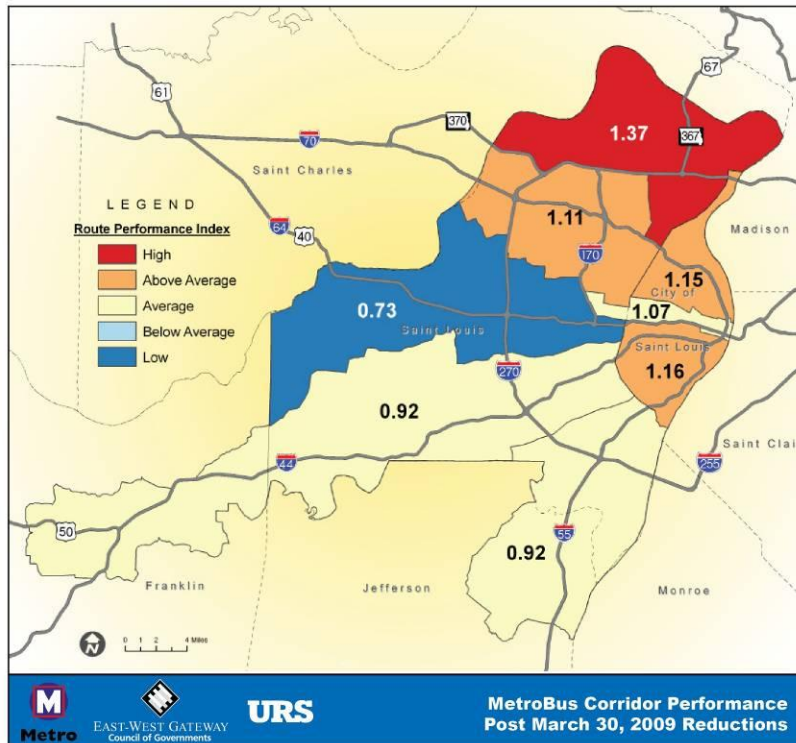 61
67
370
367
70
1.37
Saint Charles
LEGEND
Route Performance Index
High
Above Average
Average
Below Average
Low
64
40
1.11
170
Madison
1.15
City of
1.07
0.73
Saint Louis
Saint Louis
1.16
270
0.92
Saint Clai
255
44
50
0.92
55
Franklin
Jefferson
Monroe
N
0 1 2 4 Miles
M
Metro
EAST-WEST GATEWAY
Council of Governments
URS
MetroBus Corridor Performance
Post March 30, 2009 Reductions